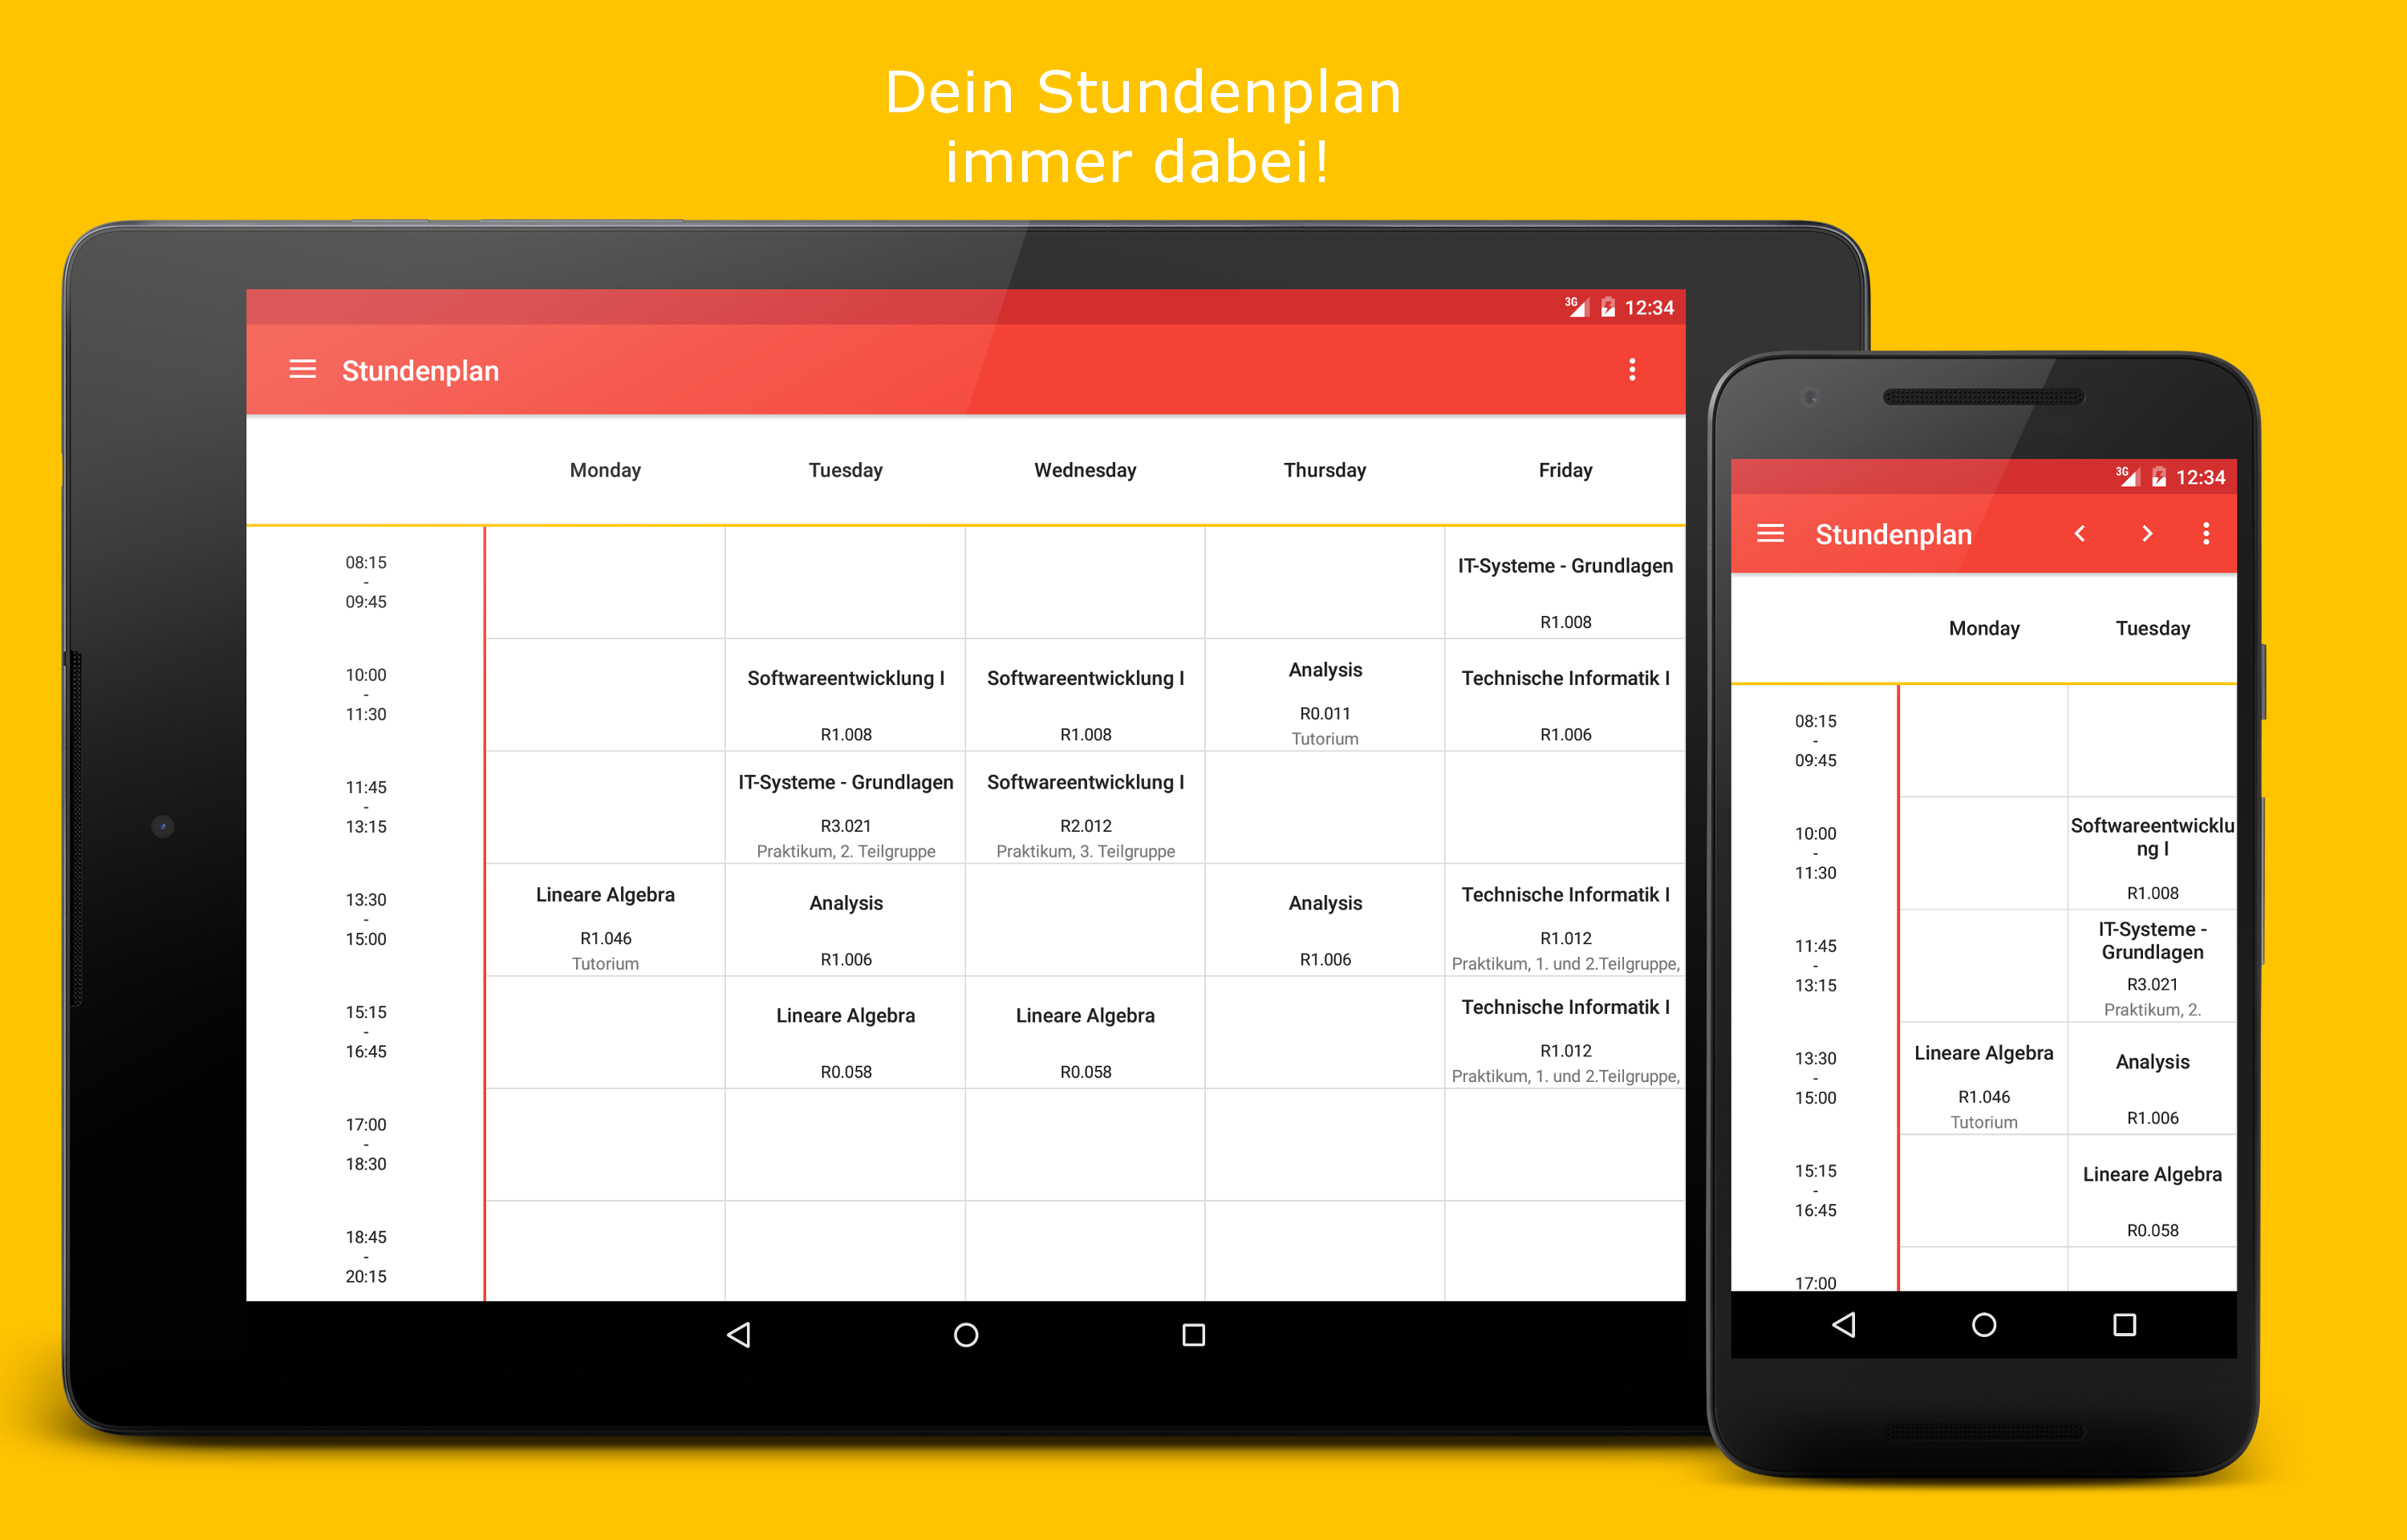 Dein Stundenplan
immer dabei!
3G 12:34
Stundenplan
Monday Tuesday Wednesday Thursday Friday
08:15
-
09:45
IT-Systeme - Grundlagen
R1.008
10:00
-
11:30
Softwareentwicklung I
R1.008
Softwareentwicklung I
R1.008
Analysis
R0.011
Tutorium
Technische Informatik I
R1.006
11:45
-
13:15
IT-Systeme - Grundlagen
R3.021
Praktikum, 2. Teilgruppe
Softwareentwicklung I
R2.012
Praktikum, 3. Teilgruppe
13:30
-
15:00
Lineare Algebra
R1.046
Tutorium
Analysis
R1.006
Analysis
R1.006
Technische Informatik I
R1.012
Praktikum, 1. und 2.Teilgruppe,
15:15
-
16:45
Lineare Algebra
R0.058
Lineare Algebra
R0.058
Technische Informatik I
R1.012
Praktikum, 1. und 2.Teilgruppe,
17:00
-
18:30
18:45
-
20:15
3G 12:34
Stundenplan
Monday Tuesday
08:15
-
09:45
10:00
-
11:30
Softwareentwicklu
ng I
R1.008
11:45
-
13:15
IT-Systeme -
Grundlagen
R3.021
Praktikum, 2.
13:30
-
15:00
Lineare Algebra
R1.046
Tutorium
Analysis
R1.006
15:15
-
16:45
Lineare Algebra
R0.058
17:00